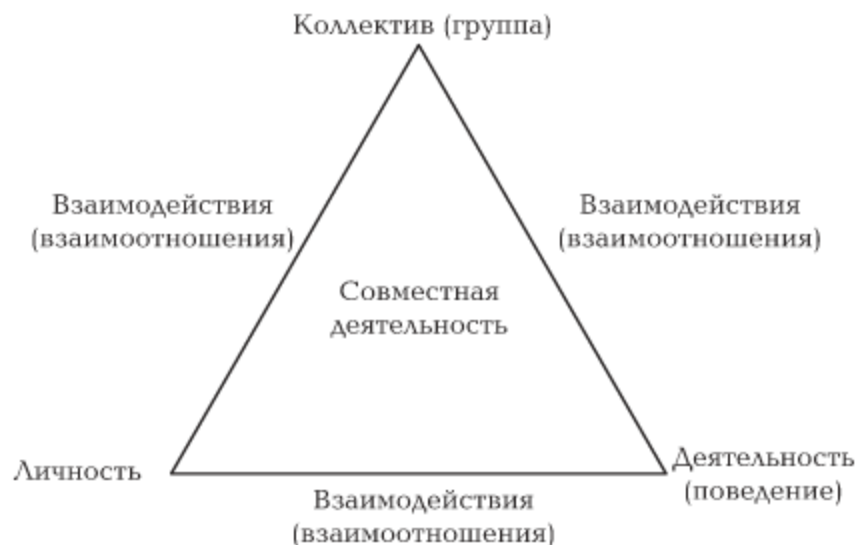 Коллектив (группа)
Взаимодействия
(взаимоотношения)
Взаимодействия
(взаимоотношения)
Совместная
деятельность
Личность
Деятельность
(поведение)
Взаимодействия
(взаимоотношения)